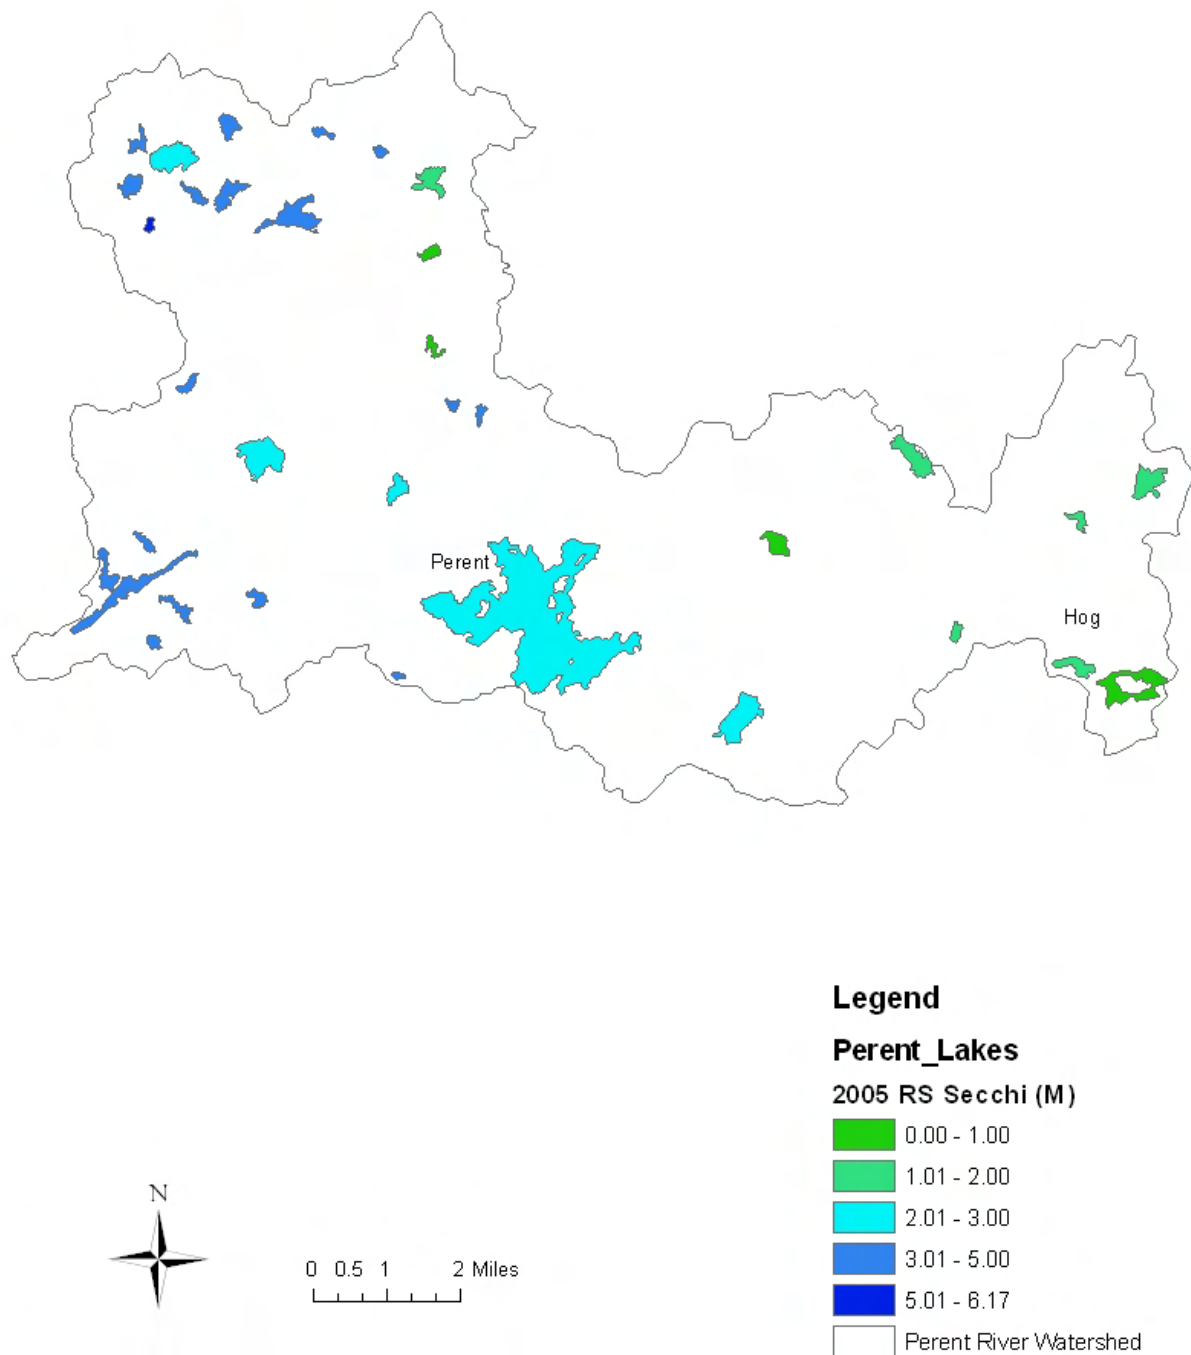 Perent
Hog
Legend
Perent_Lakes
2005 RS Secchi (M)
0.00 - 1.00
1.01 - 2.00
2.01 - 3.00
3.01 - 5.00
5.01 - 6.17
Perent River Watershed
N
0 0.5 1 2 Miles